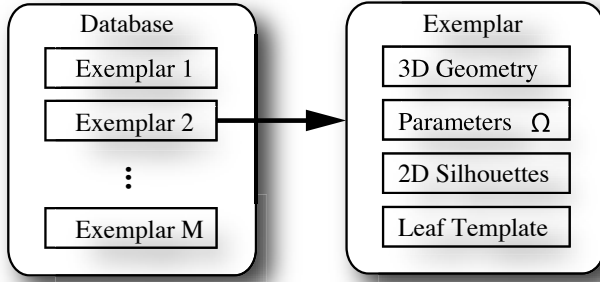 Database
Exemplar 1
Exemplar 2
⋮
Exemplar M
Exemplar
3D Geometry
Parameters Ω
2D Silhouettes
Leaf Template